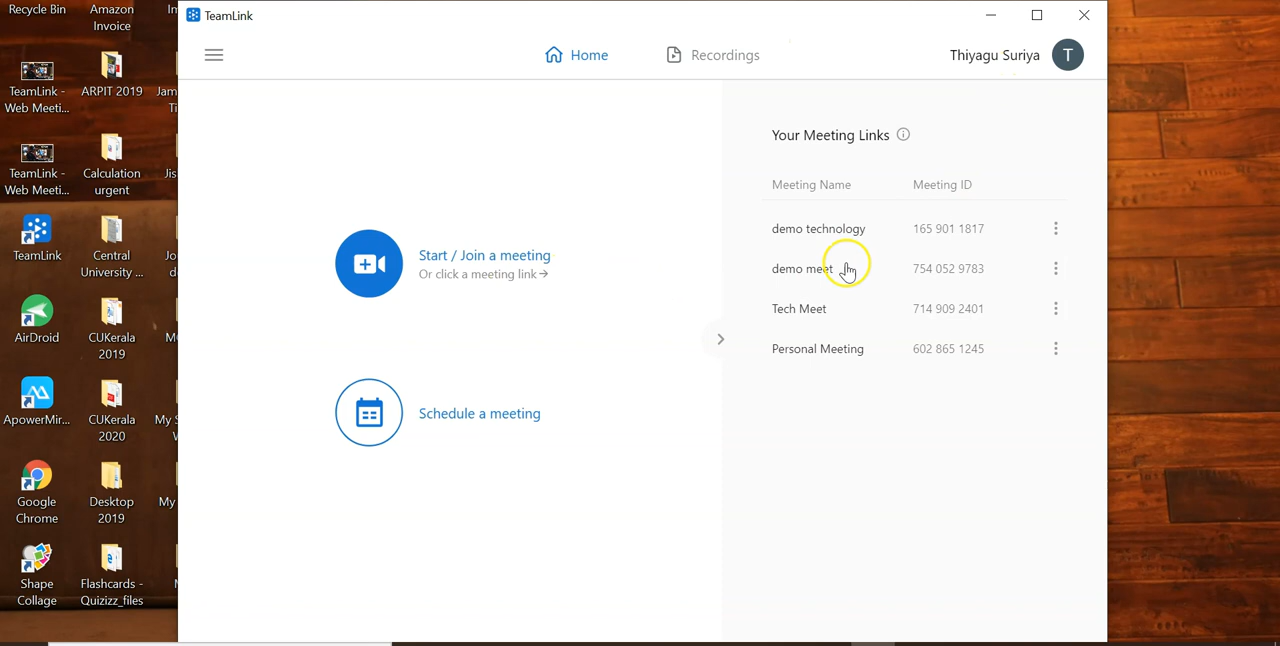 Recycle Bin
Amazon
Invoice
TeamLink -
Web Meeti...
ARPIT 2019
Jam
TeamLink -
Web Meeti...
Calculation
urgent
TeamLink
Central
University ...
AirDroid
CUKerala
2019
ApowerMir...
CUKerala
2020
My S
Google
Chrome
Desktop
2019
My
Shape
Collage
Flashcards -
Quizizz_files
TeamLink
Home
Recordings
Thiyagu Suriya
T
Start / Join a meeting
Or click a meeting link→
Schedule a meeting
Your Meeting Links
Meeting Name Meeting ID
demo technology 165 901 1817
demo meet 754 052 9783
Tech Meet 714 909 2401
Personal Meeting 602 865 1245